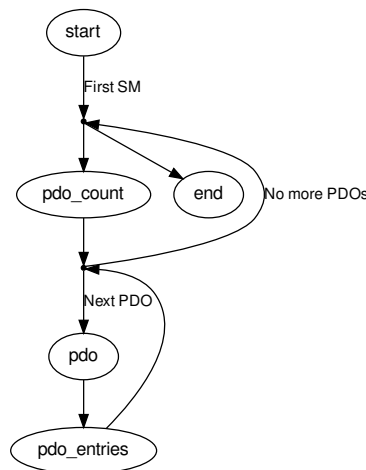 start
First SM
pdo_count
end
No more PDOs
Next PDO
pdo
pdo_entries